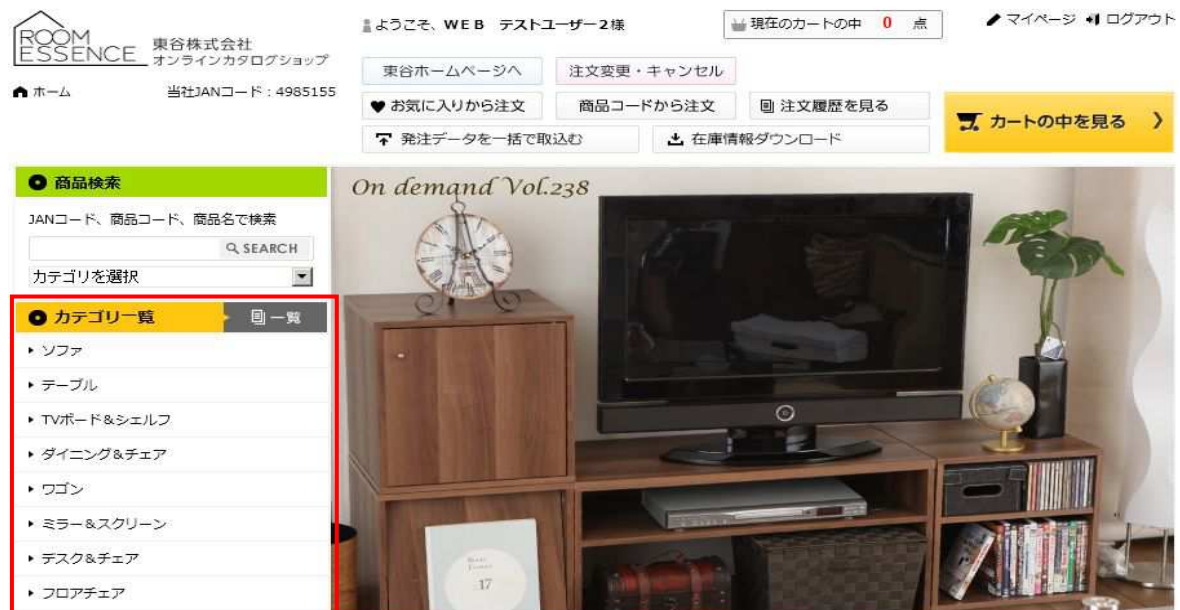 ROOM
ESSENCE
東谷株式会社
オンラインカタログショップ
ホーム
当社JANコード：4985155
ようこそ、WEB テストユーザー2様
現在のカートの中 0 点
マイページ
ログアウト
東谷ホームページへ
注文変更・キャンセル
お気に入りから注文
商品コードから注文
注文履歴を見る
発注データを一括で取込む
在庫情報ダウンロード
カートの中を見る
商品検索
JANコード、商品コード、商品名で検索
SEARCH
カテゴリを選択
カテゴリ一覧
一覧
ソファ
テーブル
TVボード&シェルフ
ダイニング&チェア
ワゴン
ミラー&スクリーン
デスク&チェア
フロアチェア
On demand Vol.238
17